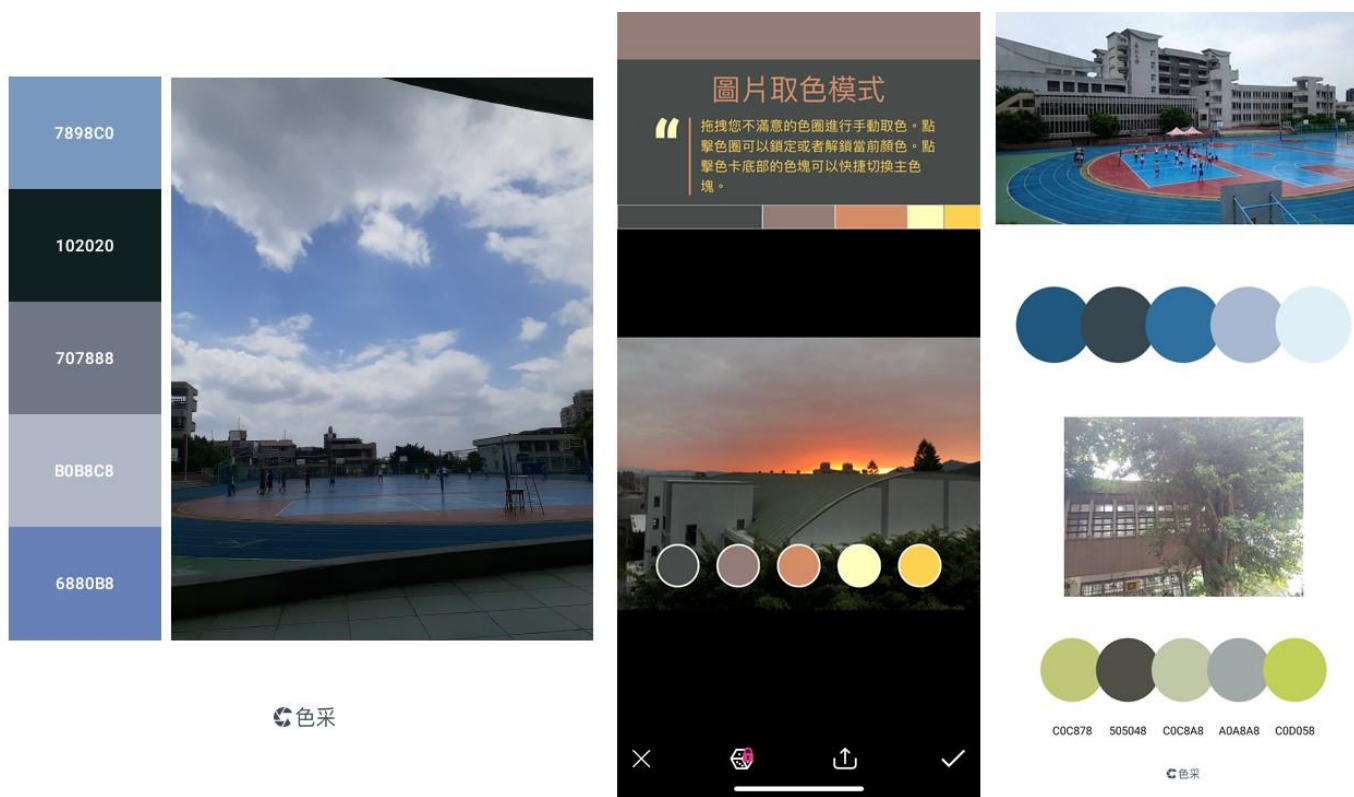 7898C0
102020
707888
B0B8C8
6880B8
色采
圖片取色模式
拖拽您不滿意的色圈進行手動取色。點
擊色圈可以鎖定或者解鎖當前顏色。點
擊色卡底部的色塊可以快捷切換主色
塊。
C0C878 505048 C0C8A8 A0A8A8 C0D058
色采